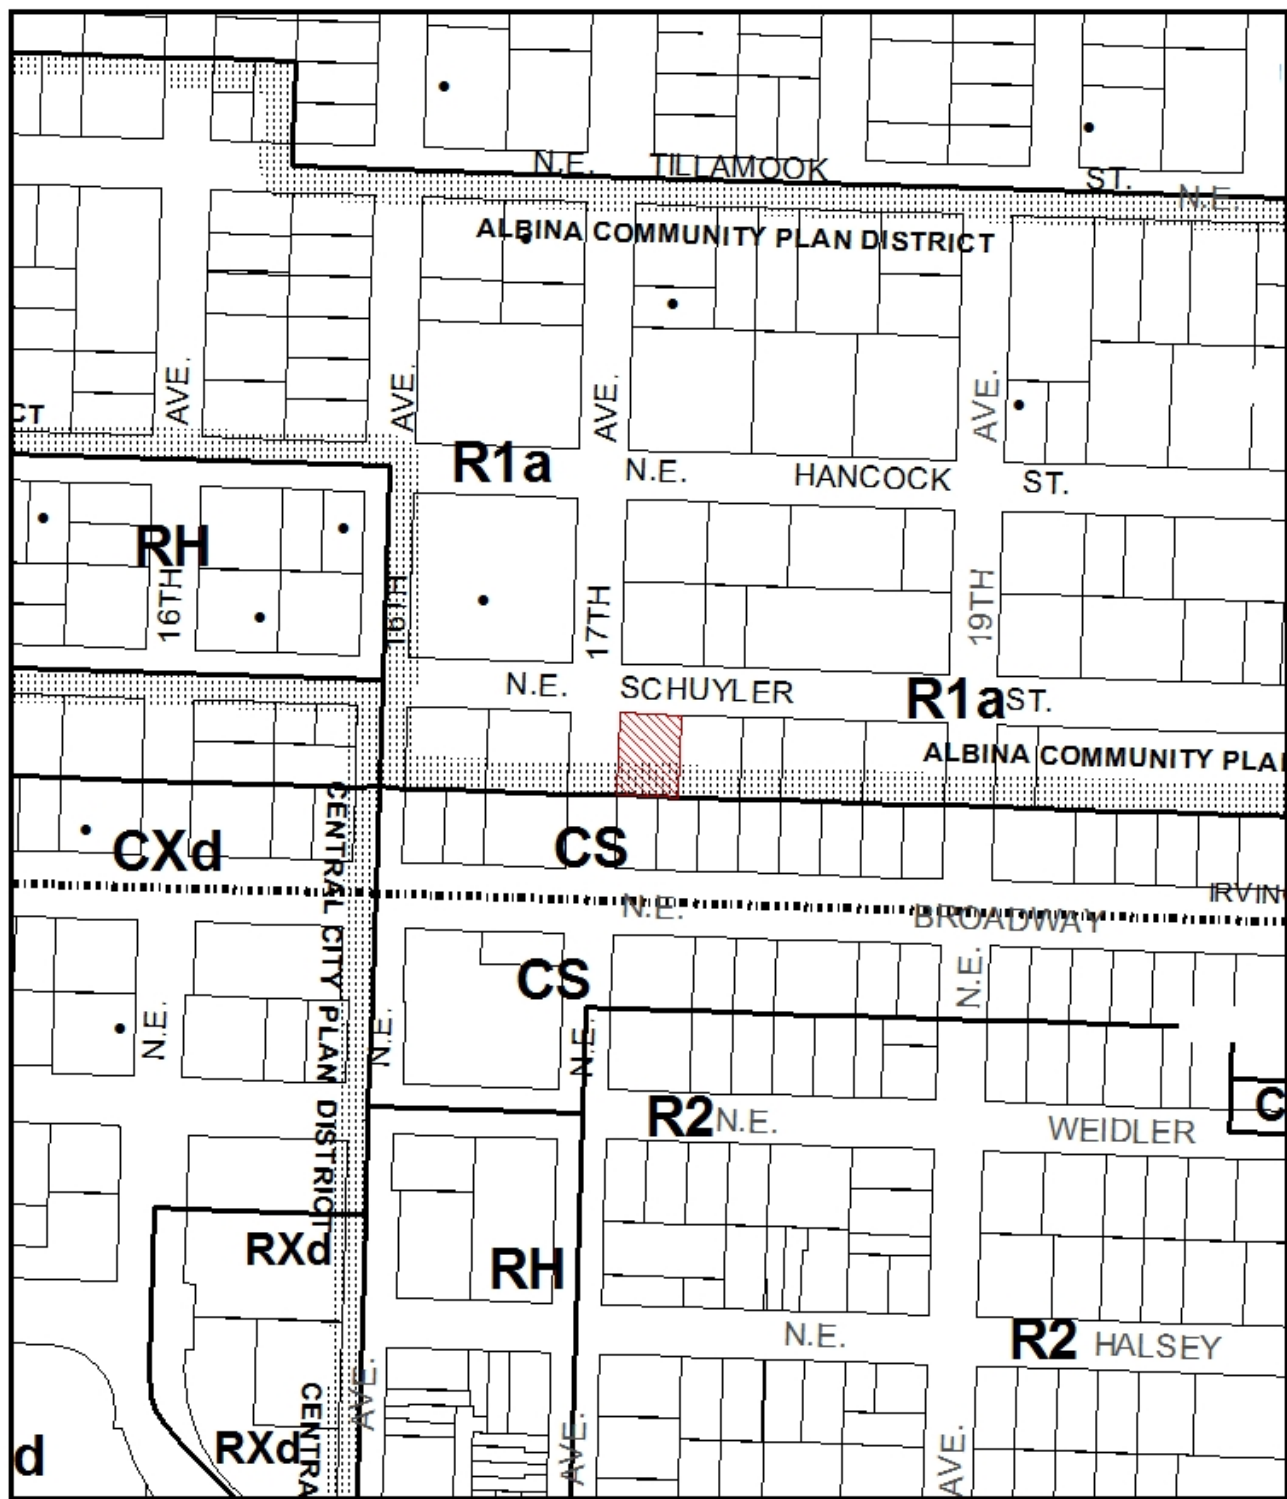 N.E. TILLAMOOK ST. N.E.
ALBINA COMMUNITY PLAN DISTRICT
AVE.
AVE.
AVE.
AVE.
CT
R1a
N.E. HANCOCK ST.
RH
16TH
16TH
17TH
19TH
N.E. SCHUYLER ST.
R1a
ALBINA COMMUNITY PLA
CXd
CS
CENTRAL CITY PLAN DISTRICT
IRVIN
N.E. BROADWAY
CS
N.E.
N.E.
N.E.
N.E.
R2
N.E. WEIDLER
C
RXd
RH
N.E. HALSEY
R2
AVE.
AVE.
AVE.
RXd
CENTRA
d